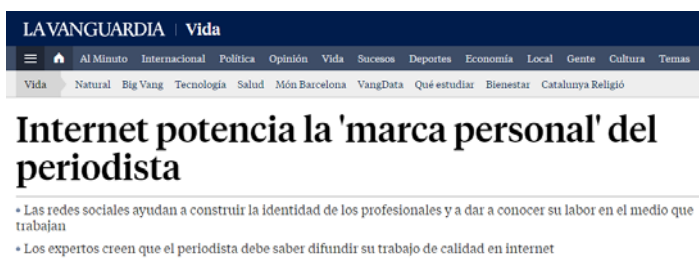 LA VANGUARDIA | Vida
Al Minuto Internacional Política Opinión Vida Sucesos Deportes Economía Local Gente Cultura Temas
Vida Natural Big Vang Tecnología Salud Món Barcelona VangData Qué estudiar Bienestar Catalunya Religió
Internet potencia la 'marca personal' del
periodista
• Las redes sociales ayudan a construir la identidad de los profesionales y a dar a conocer su labor en el medio que
trabajan
• Los expertos creen que el periodista debe saber difundir su trabajo de calidad en internet